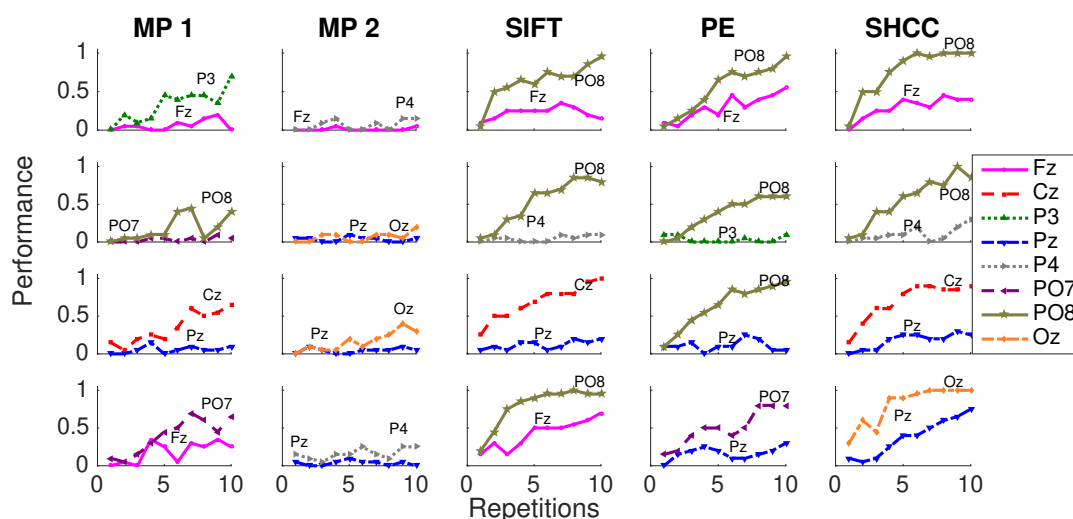 MP 1 MP 2 SIFT PE SHCC
Performance
1
0.5
0
P3
Fz
Fz
P4
Fz
PO8
PO8
Fz
PO8
Fz
1
0.5
0
PO7
PO8
Pz
Oz
PO8
P4
PO8
P3
PO8
P4
1
0.5
0
Cz
Pz
Pz
Oz
Cz
Pz
PO8
Pz
Cz
Pz
1
0.5
0
PO7
Fz
Pz
P4
PO8
Fz
PO7
Pz
Oz
Pz
0 5 10 0 5 10 0 5 10 0 5 10 0 5 10
Repetitions
Fz
Cz
P3
Pz
P4
PO7
PO8
Oz